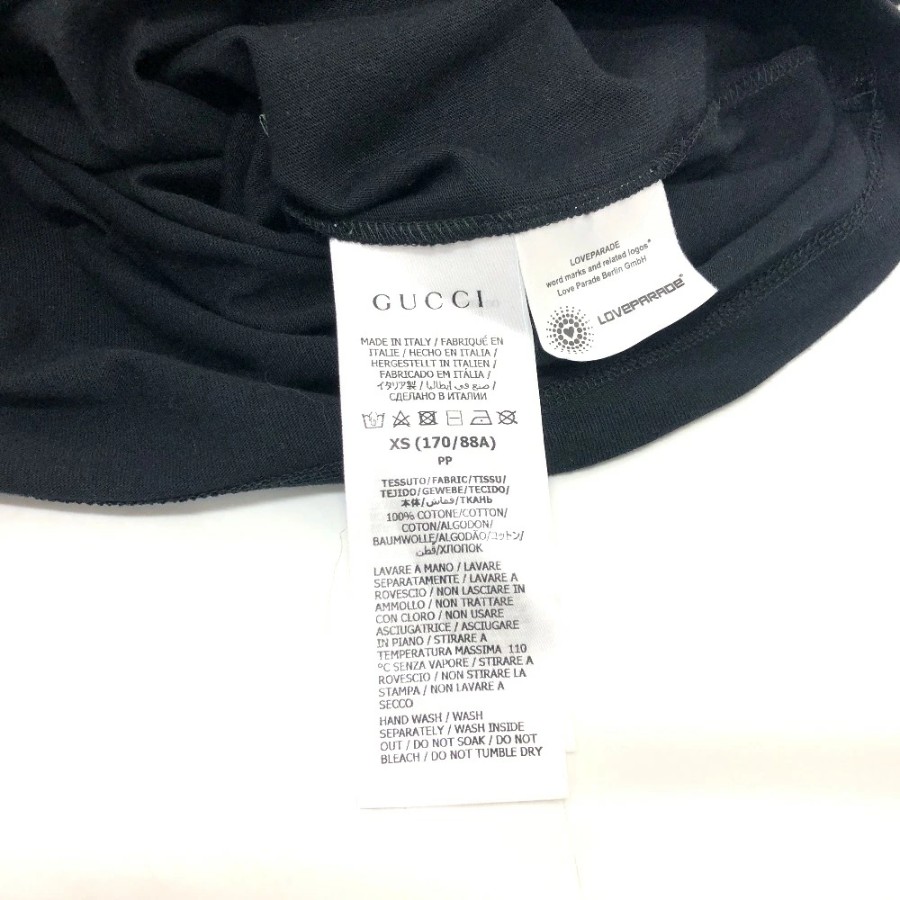 GUCCI
MADE IN ITALY / FABRIQUÉ EN
ITALIE / HECHO EN ITALIA /
HERGESTELLT IN ITALIEN /
FABRICADO EM ITÁLIA /
イタリア製 / صنع في إيطاليا /
СДЕЛАНО В ИТАЛИИ
XS (170/88A)
PP
TESSUTO/FABRIC/TISSU/
TEJIDO/GEWEBE/TECIDO/
本体/قماش/ТКАНЬ
100% COTONE/COTTON/
COTON/ALGODON/
BAUMWOLLE/ALGODÃO/コットン/
قطن/ХЛОПОК
LAVARE A MANO / LAVARE
SEPARATAMENTE / LAVARE A
ROVESCIO / NON LASCIARE IN
AMMOLLO / NON TRATTARE
CON CLORO / NON USARE
ASCIUGATRICE / ASCIUGARE
IN PIANO / STIRARE A
TEMPERATURA MASSIMA 110
°C SENZA VAPORE / STIRARE A
ROVESCIO / NON STIRARE LA
STAMPA / NON LAVARE A
SECCO
HAND WASH / WASH
SEPARATELY / WASH INSIDE
OUT / DO NOT SOAK / DO NOT
BLEACH / DO NOT TUMBLE DRY
LOVEPARADE
word marks and related logos®
Love Parade Berlin GmbH
LOVEPARADE®